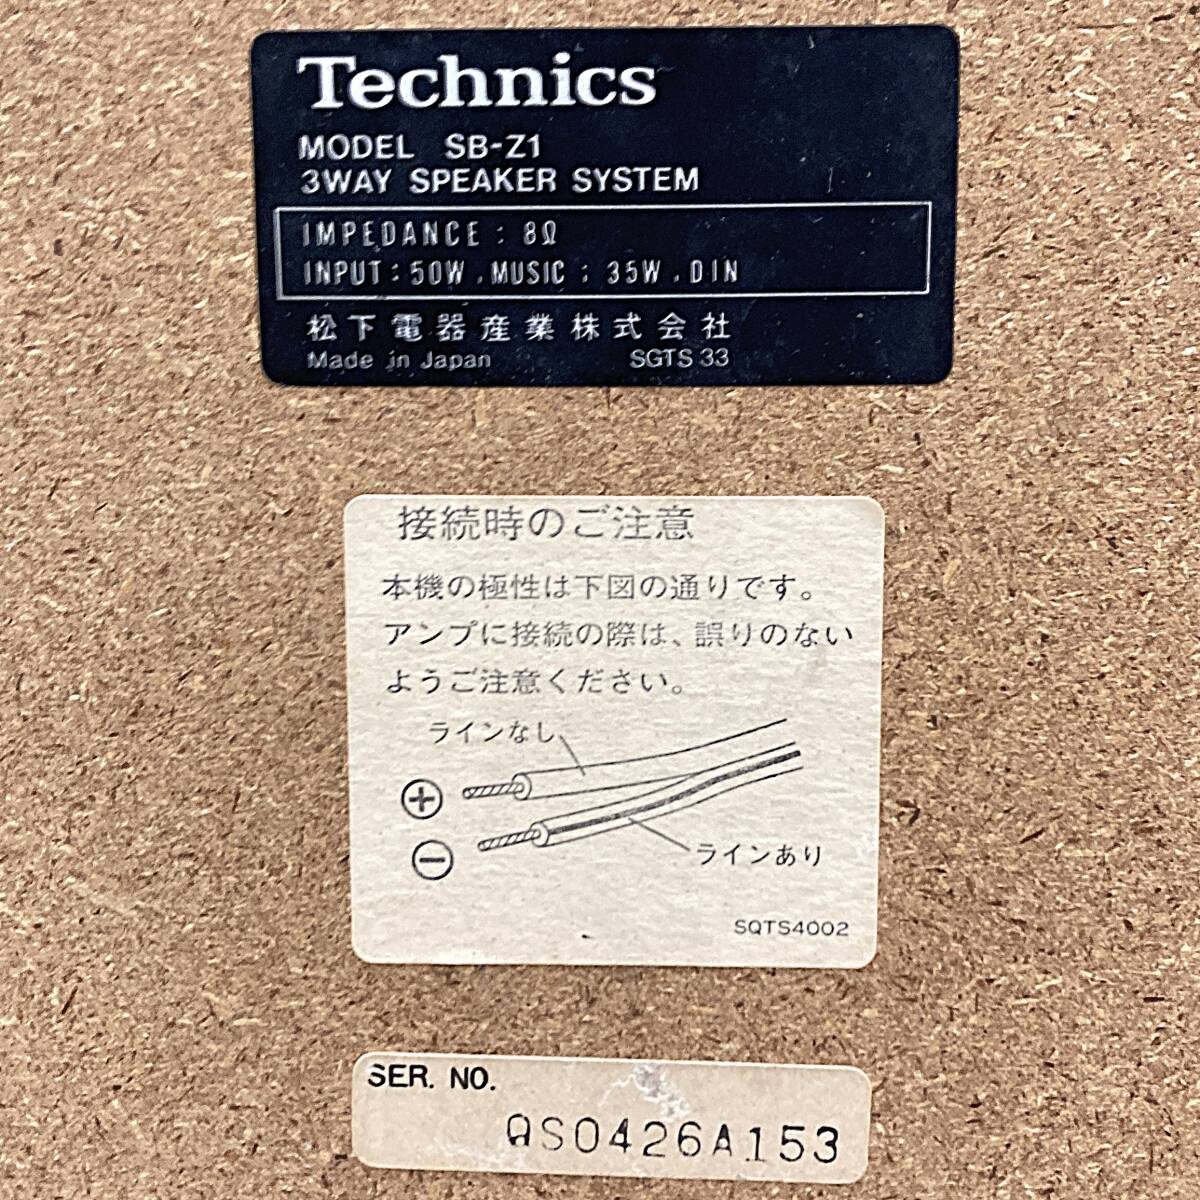 Technics
MODEL SB-Z1
3WAY SPEAKER SYSTEM
IMPEDANCE : 8Ω
INPUT : 50W . MUSIC ; 35W . DIN
松下電器産業株式会社
Made in Japan SGTS 33
接続時のご注意
本機の極性は下図の通りです。
アンプに接続の際は、誤りのない
ようご注意ください。
ラインなし
⊕
⊖
ラインあり
SQTS4002
SER. NO.
QS0426A153